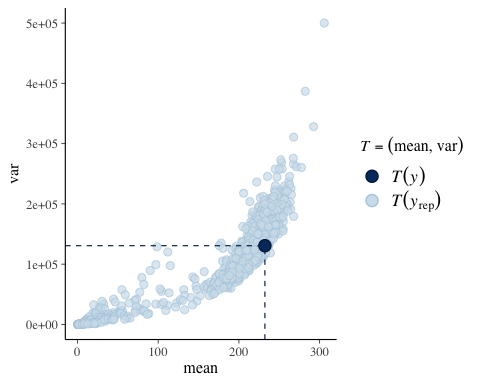 5e+05
4e+05
3e+05
2e+05
1e+05
0e+00
var
0
100
200
300
mean
T = (mean, var)
T(y)
T(yrep)